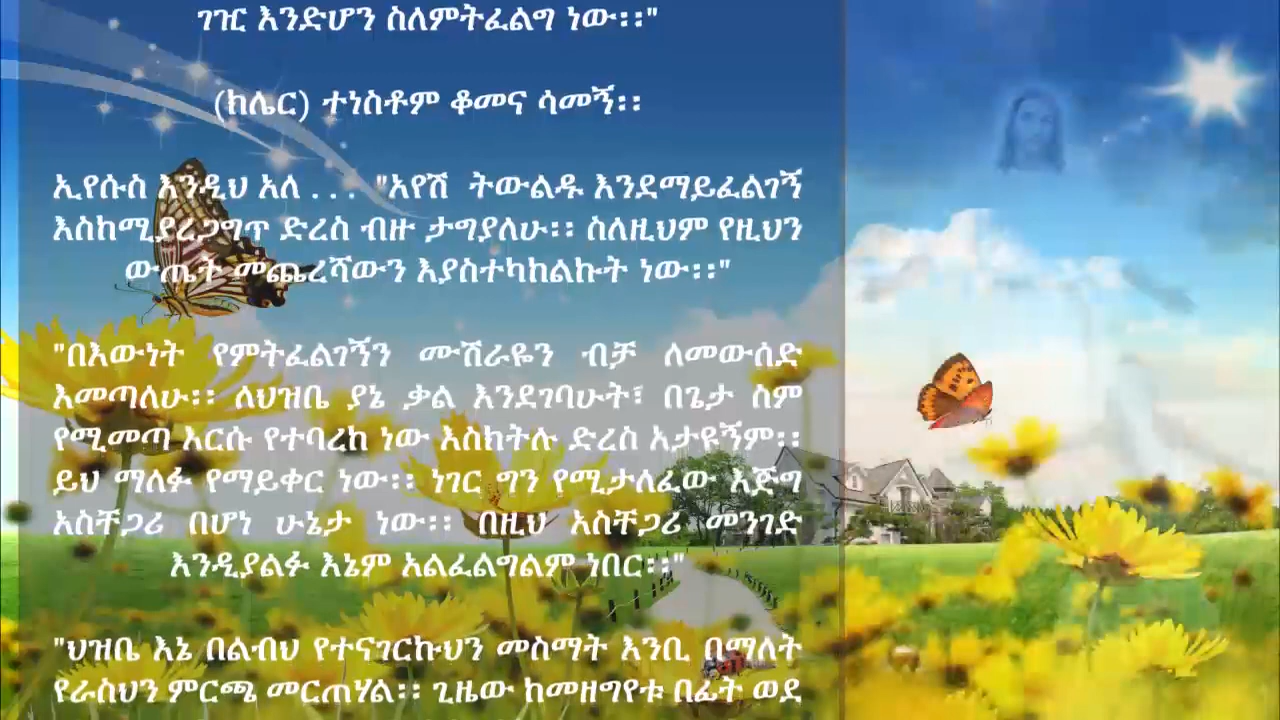 ገዢ እንድሆን ስለምትፈልግ ነው፡፡"
(ክሌር) ተነስቶም ቆመና ሳመኝ፡፡
ኢየሱስ እንዲህ አለ . . . "አየሽ ትውልዱ እንደማይፈልገኝ
እስከሚያረጋግጥ ድረስ ብዙ ታግያለሁ፡፡ ስለዚህም የዚህን
ውጤት መጨረሻውን እያስተካከልኩት ነው፡፡"
"በእውነት የምትፈልገኝን ሙሽራዬን ብቻ ለመውሰድ
እመጣለሁ፡፡ ለህዝቤ ያኔ ቃል እንደገባሁት፣ በጌታ ስም
የሚመጣ እርሱ የተባረከ ነው እስክትሉ ድረስ አታዩኝም፡፡
ይህ ማለፉ የማይቀር ነው፡፡ ነገር ግን የሚታለፈው እጅግ
አስቸጋሪ በሆነ ሁኔታ ነው፡፡ በዚህ አስቸጋሪ መንገድ
እንዲያልፉ እኔም አልፈልግልም ነበር፡፡"
"ህዝቤ እኔ በልብህ የተናገርኩህን መስማት እንቢ በማለት
የራስህን ምርጫ መርጠሃል፡፡ ጊዜው ከመዘግየቱ በፊት ወደ